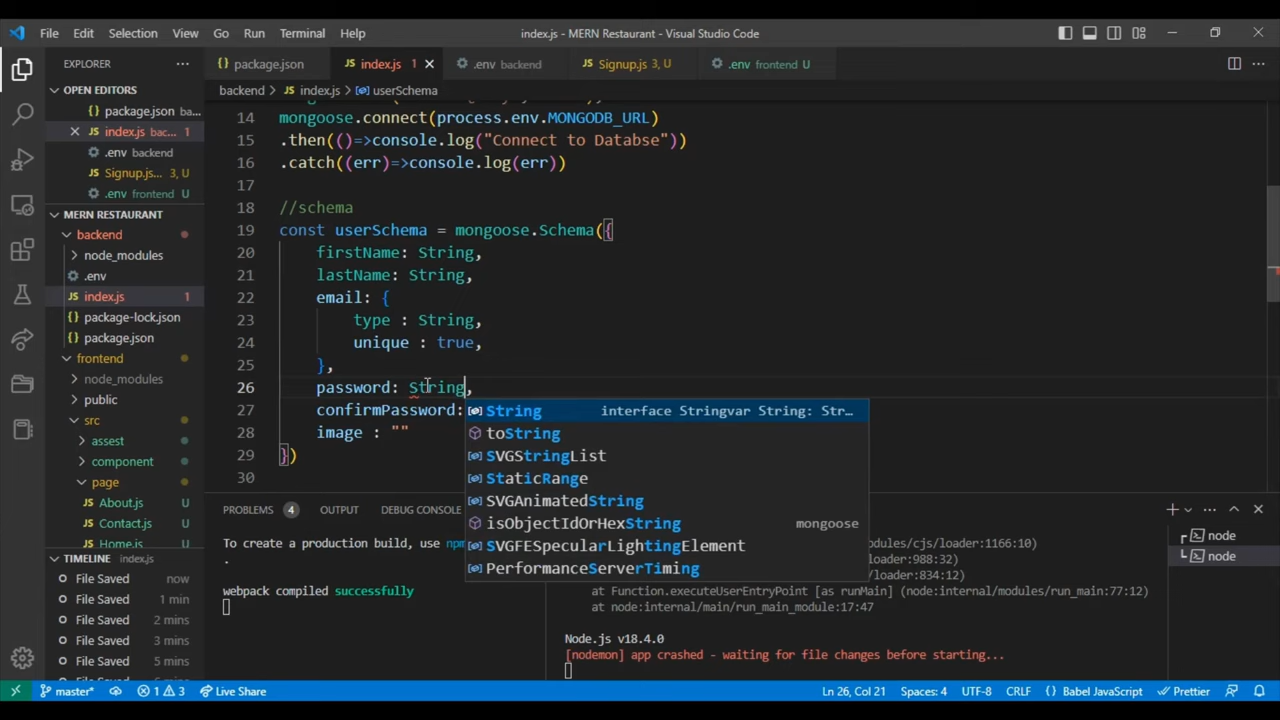 File Edit Selection View Go Run Terminal Help
index.js - MERN Restaurant - Visual Studio Code
EXPLORER
package.json
index.js 1
.env backend
Signup.js 3, U
.env frontend U
backend > index.js > userSchema
OPEN EDITORS
package.json ba...
index.js bac... 1
.env backend
Signup.js... 3, U
.env frontend U
MERN RESTAURANT
backend
node_modules
.env
index.js 1
package-lock.json
package.json
frontend
node_modules
public
src
assest
component
page
About.js U
Contact.js U
Home.js U
TIMELINE index.js
File Saved now
File Saved 1 min
File Saved 2 mins
File Saved 3 mins
14 mongoose.connect(process.env.MONGODB_URL)
15 .then(()=>console.log("Connect to Databse"))
16 .catch((err)=>console.log(err))
17
18 //schema
19 const userSchema = mongoose.Schema({
20 firstName: String,
21 lastName: String,
22 email: {
23 type : String,
24 unique : true,
25 },
26 password: String,
27 confirmPassword:
28 image : ""
29 })
30
String interface Stringvar String: Str...
toString
SVGStringList
StaticRange
SVGAnimatedString
isObjectIdOrHexString mongoose
SVGFESpecularLightingElement
PerformanceServerTiming
PROBLEMS 4 OUTPUT DEBUG CONSOLE
To create a production build, use npm
.
webpack compiled successfully
odules/cjs/loader:1166:10)
loader:988:32)
loader:834:12)
at Function.executeUserEntryPoint [as runMain] (node:internal/modules/run_main:77:12)
at node:internal/main/run_main_module:17:47
Node.js v18.4.0
[nodemon] app crashed - waiting for file changes before starting...
node
node
master* 1 3 Live Share
Ln 26, Col 21 Spaces: 4 UTF-8 CRLF {} Babel JavaScript Prettier